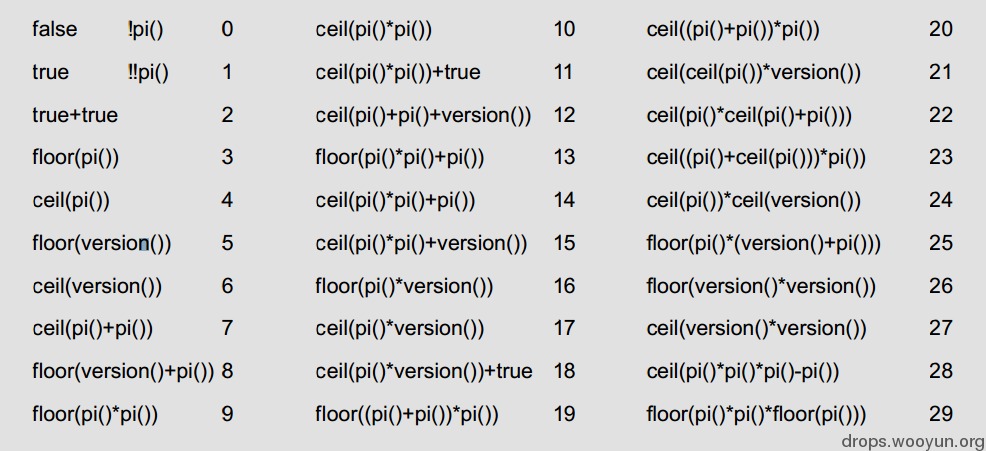 false !pi() 0
true !!pi() 1
true+true 2
floor(pi()) 3
ceil(pi()) 4
floor(version()) 5
ceil(version()) 6
ceil(pi()+pi()) 7
floor(version()+pi()) 8
floor(pi()*pi()) 9
ceil(pi()*pi()) 10
ceil(pi()*pi())+true 11
ceil(pi()+pi()+version()) 12
floor(pi()*pi()+pi()) 13
ceil(pi()*pi()+pi()) 14
ceil(pi()*pi()+version()) 15
floor(pi()*version()) 16
ceil(pi()*version()) 17
ceil(pi()*version())+true 18
floor((pi()+pi())*pi()) 19
ceil((pi()+pi())*pi()) 20
ceil(ceil(pi())*version()) 21
ceil(pi()*ceil(pi()+pi())) 22
ceil((pi()+ceil(pi()))*pi()) 23
ceil(pi())*ceil(version()) 24
floor(pi()*(version()+pi())) 25
floor(version()*version()) 26
ceil(version()*version()) 27
ceil(pi()*pi()*pi()-pi()) 28
floor(pi()*pi()*floor(pi())) 29
drops.wooyun.org